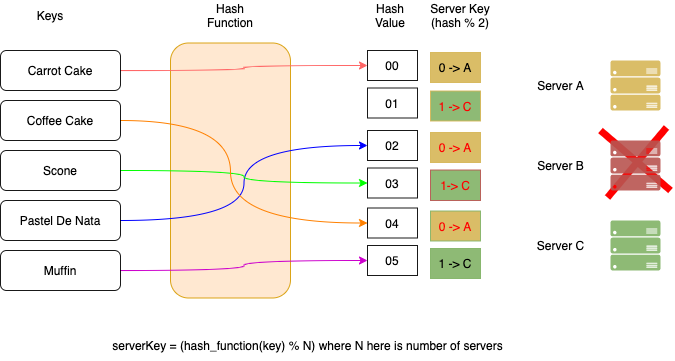 Keys
Hash
Function
Hash
Value
Server Key
(hash % 2)
Carrot Cake
00
0 -> A
01
1 -> C
Server A
Coffee Cake
02
0 -> A
Scone
03
1-> C
Server B
Pastel De Nata
04
0 -> A
Server C
Muffin
05
1 -> C
serverKey = (hash_function(key) % N) where N here is number of servers